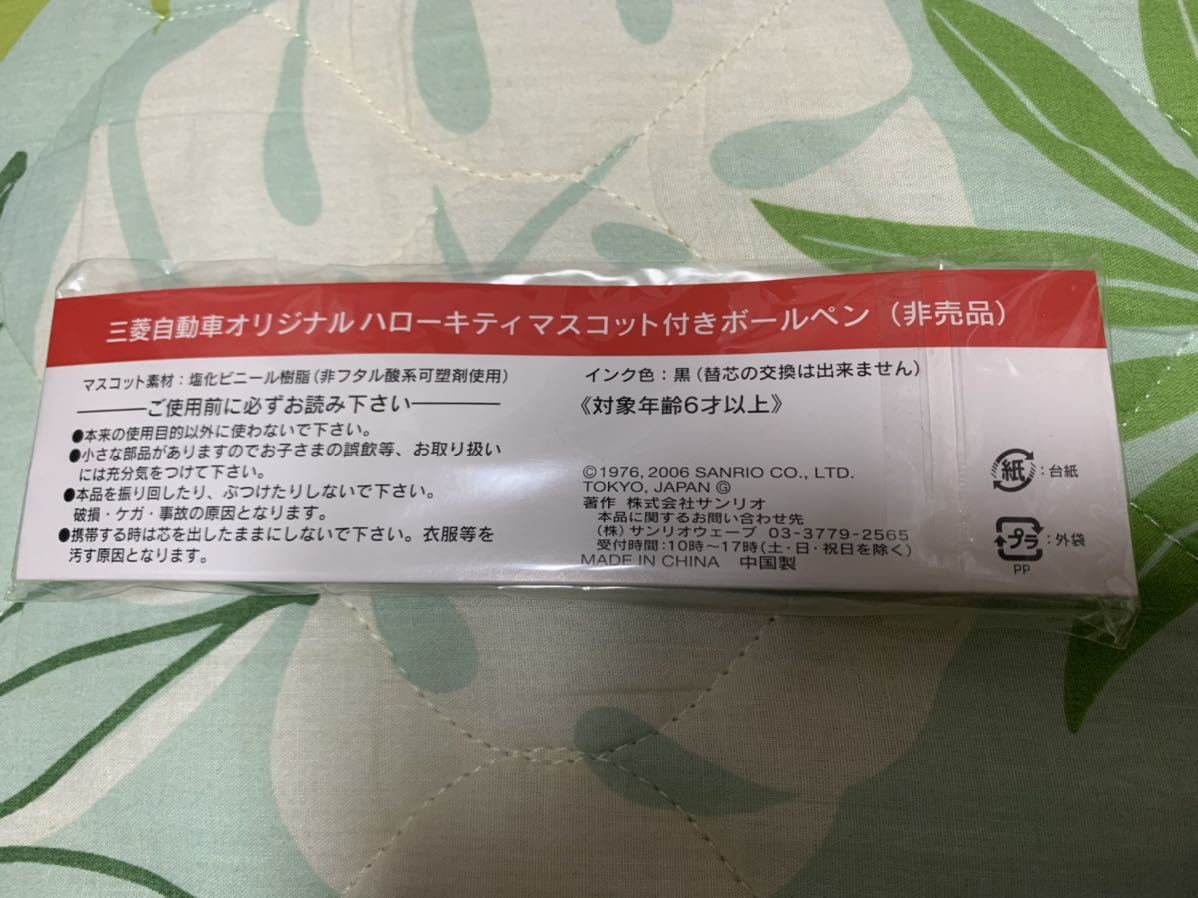 三菱自動車オリジナル ハローキティマスコット付きボールペン（非売品）
マスコット素材：塩化ビニール樹脂（非フタル酸系可塑剤使用）
ご使用前に必ずお読み下さい
●本来の使用目的以外に使わないで下さい。
●小さな部品がありますのでお子さまの誤飲等、お取り扱い
には充分気をつけて下さい。
●本品を振り回したり、ぶつけたりしないで下さい。
破損・ケガ・事故の原因となります。
●携帯する時は芯を出したままにしないで下さい。衣服等を
汚す原因となります。
インク色：黒（替芯の交換は出来ません）
《対象年齢6才以上》
©1976, 2006 SANRIO CO., LTD.
TOKYO, JAPAN Ⓖ
著作 株式会社サンリオ
本品に関するお問い合わせ先
（株）サンリオウェーブ 03-3779-2565
受付時間：10時〜17時（土・日・祝日を除く）
MADE IN CHINA 中国製
紙：台紙
プラ：外袋
PP